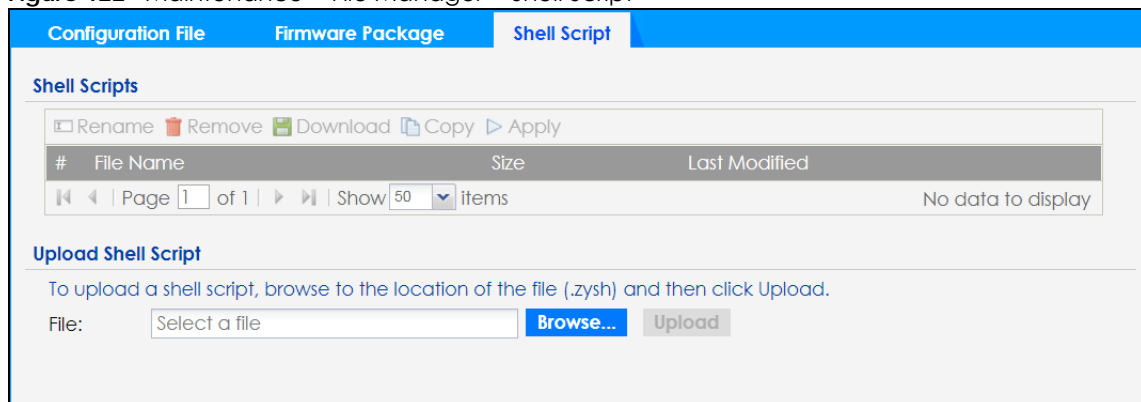 Configuration File Firmware Package Shell Script
Shell Scripts
Rename Remove Download Copy Apply
# File Name Size Last Modified
Page 1 of 1 Show 50 items No data to display
Upload Shell Script
To upload a shell script, browse to the location of the file (.zysh) and then click Upload.
File: Select a file Browse... Upload